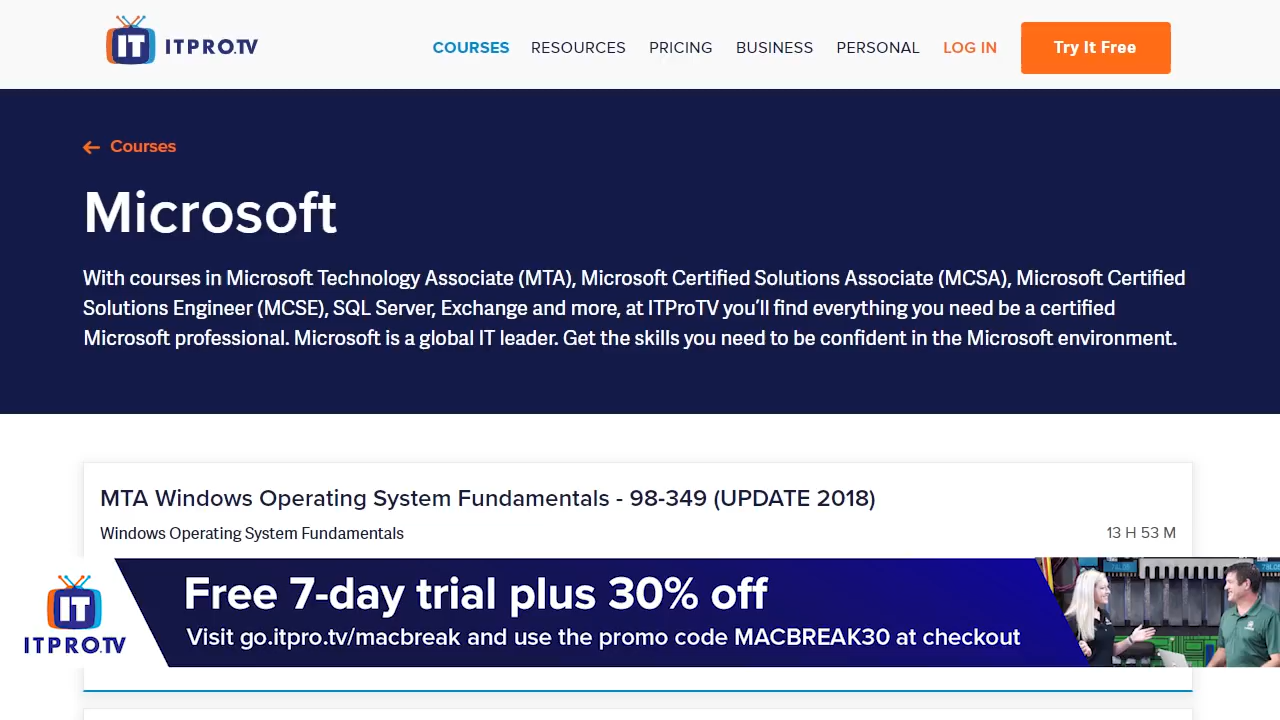 IT ITPRO.TV
COURSES RESOURCES PRICING BUSINESS PERSONAL LOG IN Try It Free
Courses
Microsoft
With courses in Microsoft Technology Associate (MTA), Microsoft Certified Solutions Associate (MCSA), Microsoft Certified
Solutions Engineer (MCSE), SQL Server, Exchange and more, at ITProTV you'll find everything you need be a certified
Microsoft professional. Microsoft is a global IT leader. Get the skills you need to be confident in the Microsoft environment.
MTA Windows Operating System Fundamentals - 98-349 (UPDATE 2018)
Windows Operating System Fundamentals 13 H 53 M
IT
ITPRO.TV
Free 7-day trial plus 30% off
Visit go.itpro.tv/macbreak and use the promo code MACBREAK30 at checkout